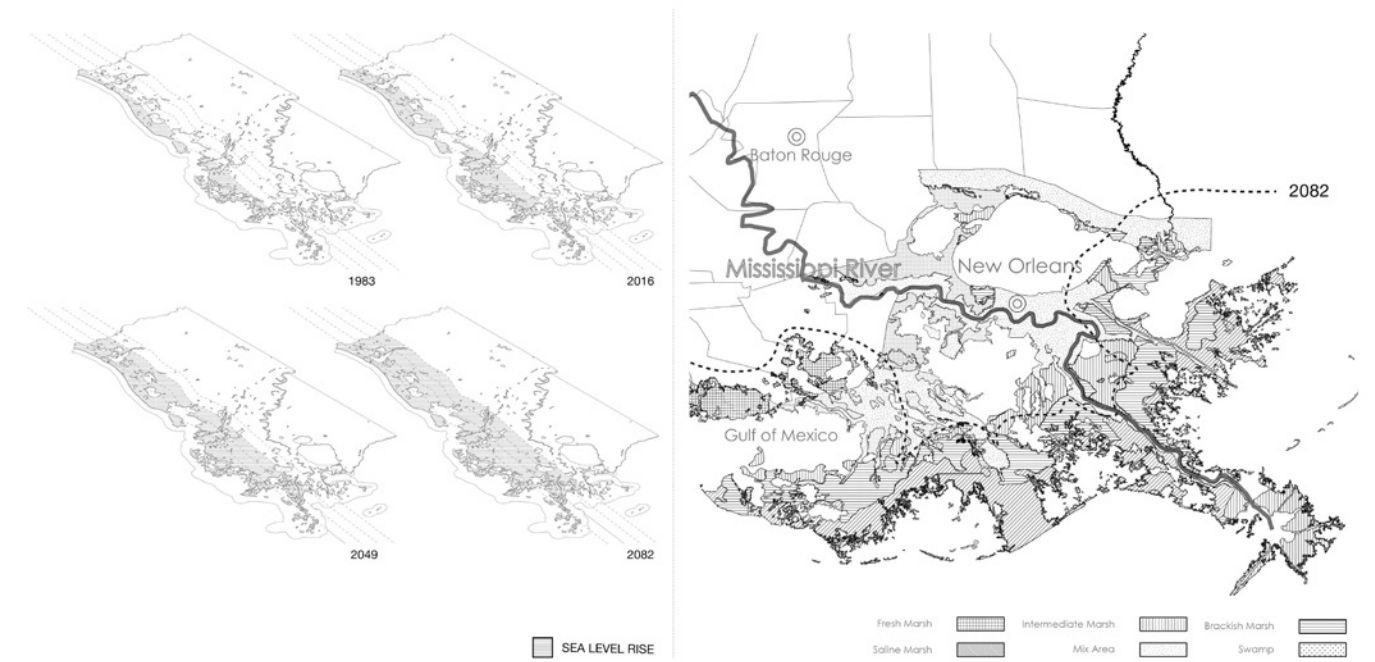 1983
2016
2049
2082
SEA LEVEL RISE
Baton Rouge
2082
Mississippi River
New Orleans
Gulf of Mexico
Fresh Marsh
Intermediate Marsh
Brackish Marsh
Saline Marsh
Mix Area
Swamp